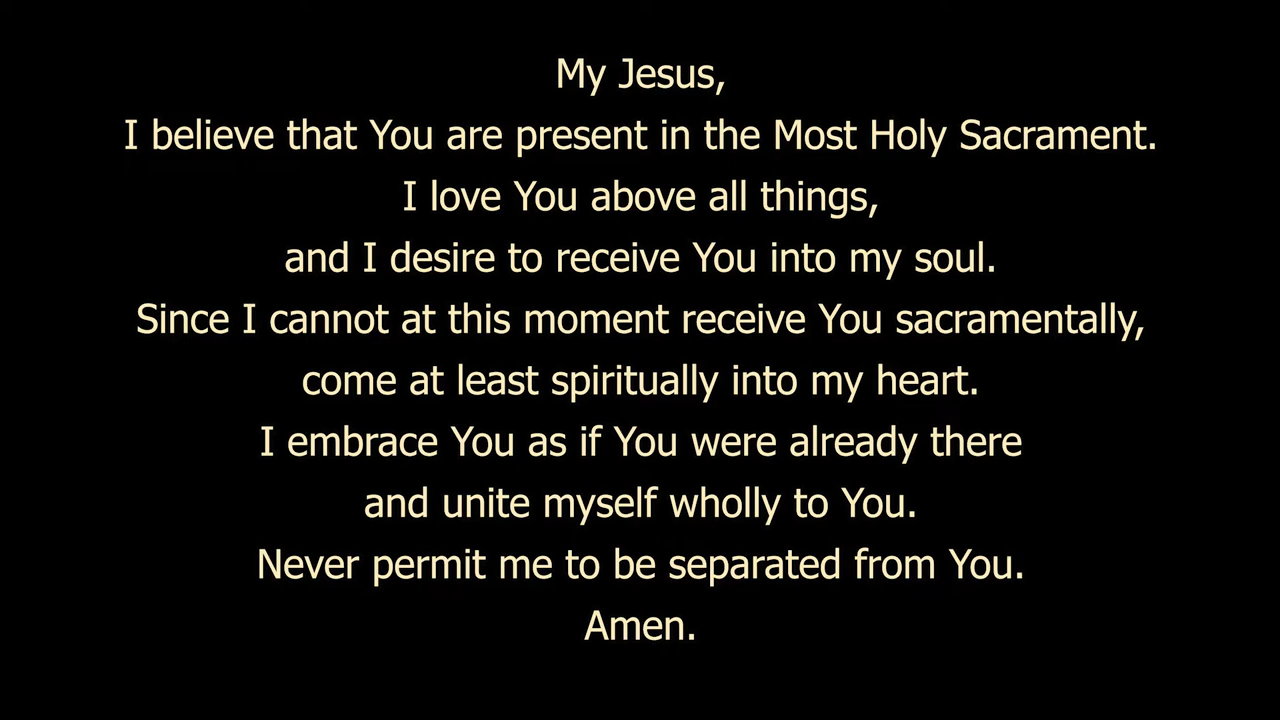 My Jesus,
I believe that You are present in the Most Holy Sacrament.
I love You above all things,
and I desire to receive You into my soul.
Since I cannot at this moment receive You sacramentally,
come at least spiritually into my heart.
I embrace You as if You were already there
and unite myself wholly to You.
Never permit me to be separated from You.
Amen.